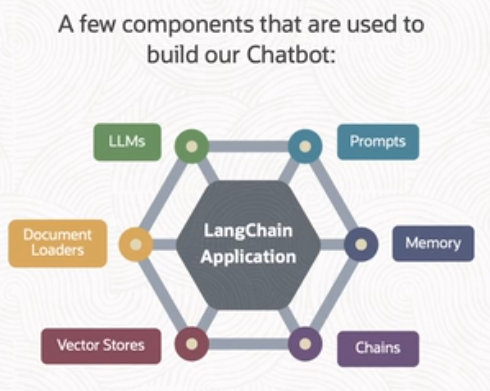 A few components that are used to
build our Chatbot:
LLMs
Prompts
Document
Loaders
LangChain
Application
Memory
Vector Stores
Chains